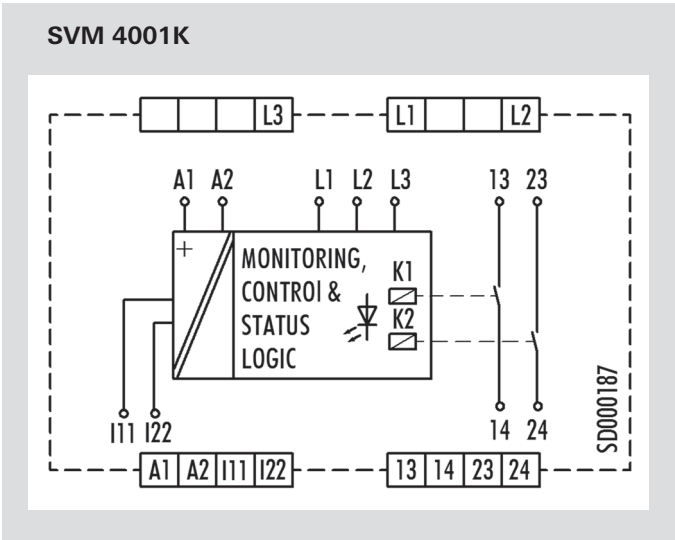 SVM 4001K
L3 L1 L2
A1 A2 L1 L2 L3 13 23
+
MONITORING,
CONTROl &
STATUS
LOGIC
K1
K2
I11 I22 14 24
SD000187
A1 A2 I11 I22 13 14 23 24